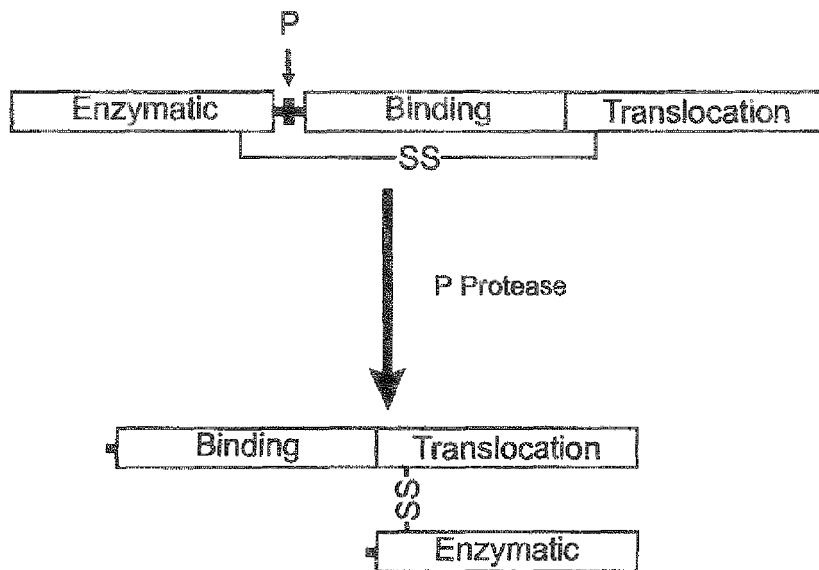 P
Enzymatic Binding Translocation
SS
P Protease
Binding Translocation
SS
Enzymatic